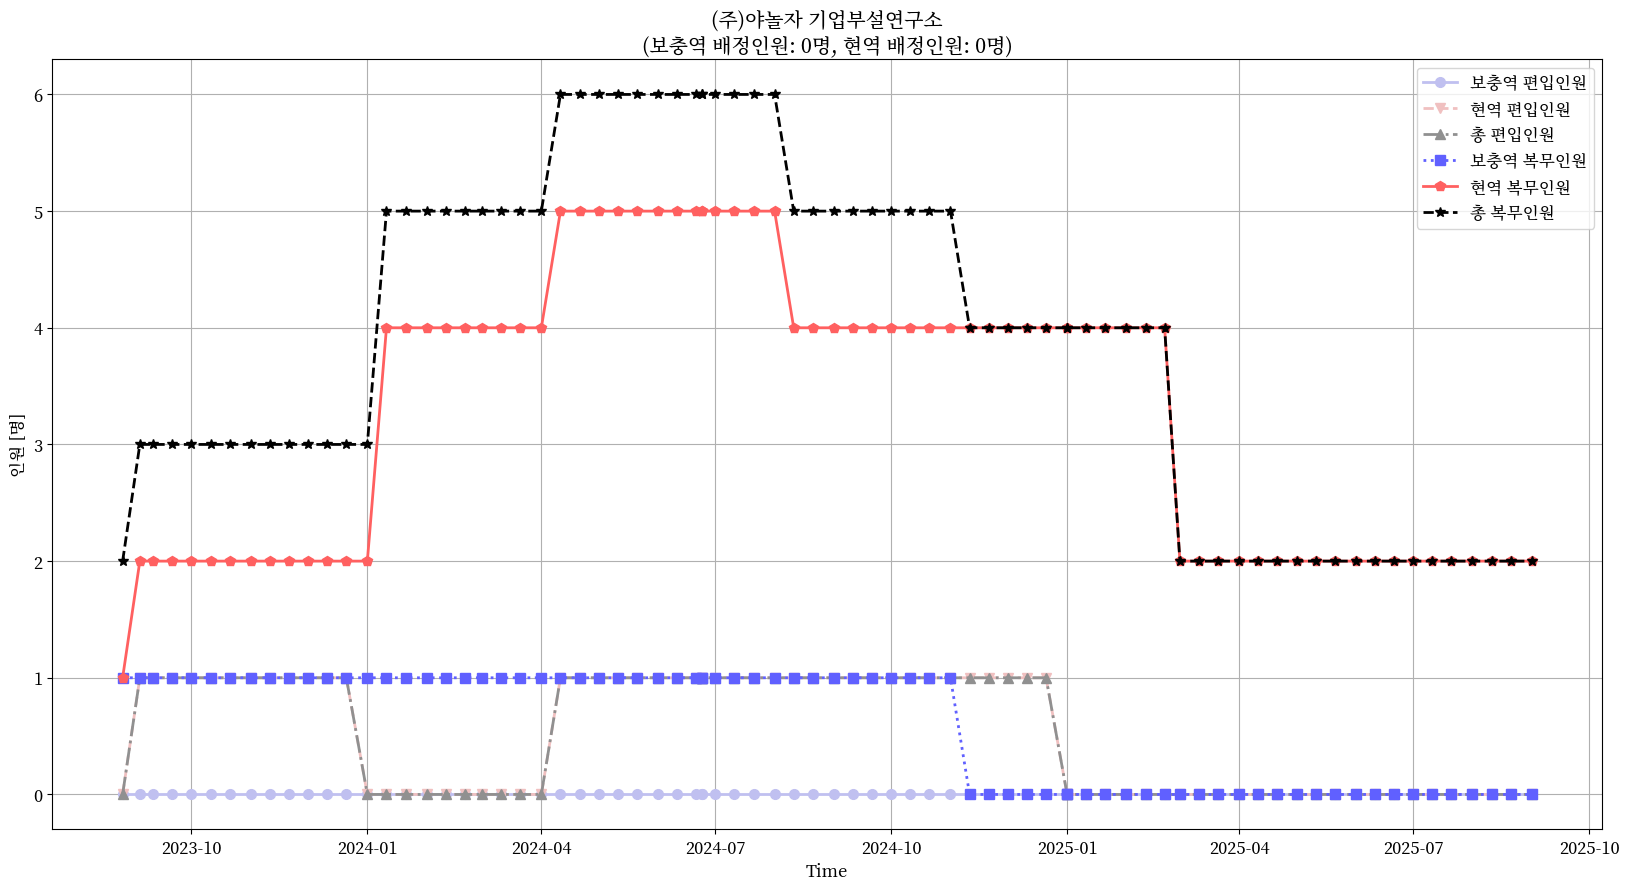 (주)야놀자 기업부설연구소
(보충역 배정인원: 0명, 현역 배정인원: 0명)
보충역 편입인원
현역 편입인원
총 편입인원
보충역 복무인원
현역 복무인원
총 복무인원
인원 [명]
6
5
4
3
2
1
0
2023-10
2024-01
2024-04
2024-07
2024-10
2025-01
2025-04
2025-07
2025-10
Time